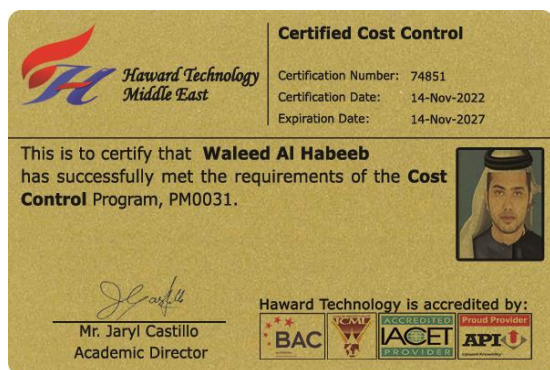 Haward Technology
Middle East
Certified Cost Control
Certification Number: 74851
Certification Date: 14-Nov-2022
Expiration Date: 14-Nov-2027
This is to certify that Waleed Al Habeeb
has successfully met the requirements of the Cost
Control Program, PM0031.
Mr. Jaryl Castillo
Academic Director
Haward Technology is accredited by:
BAC
ICML
ACCREDITED
IACET
PROVIDER
Proud Provider
API